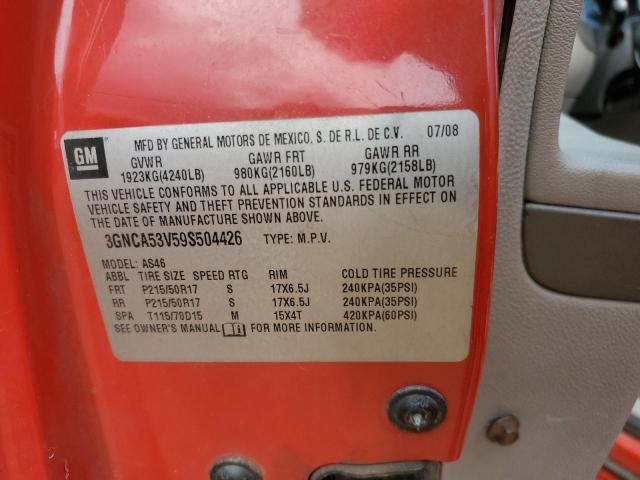 GM
MFD BY GENERAL MOTORS DE MEXICO, S. DE R.L. DE C.V. 07/08
GVWR GAWR FRT GAWR RR
1923KG(4240LB) 980KG(2160LB) 979KG(2158LB)
THIS VEHICLE CONFORMS TO ALL APPLICABLE U.S. FEDERAL MOTOR
VEHICLE SAFETY AND THEFT PREVENTION STANDARDS IN EFFECT ON
THE DATE OF MANUFACTURE SHOWN ABOVE.
3GNCA53V59S504426 TYPE: M.P.V.
MODEL: AS46
ABBL TIRE SIZE SPEED RTG RIM COLD TIRE PRESSURE
FRT P215/50R17 S 17X6.5J 240KPA(35PSI)
RR P215/50R17 S 17X6.5J 240KPA(35PSI)
SPA T115/70D15 M 15X4T 420KPA(60PSI)
SEE OWNER'S MANUAL FOR MORE INFORMATION.